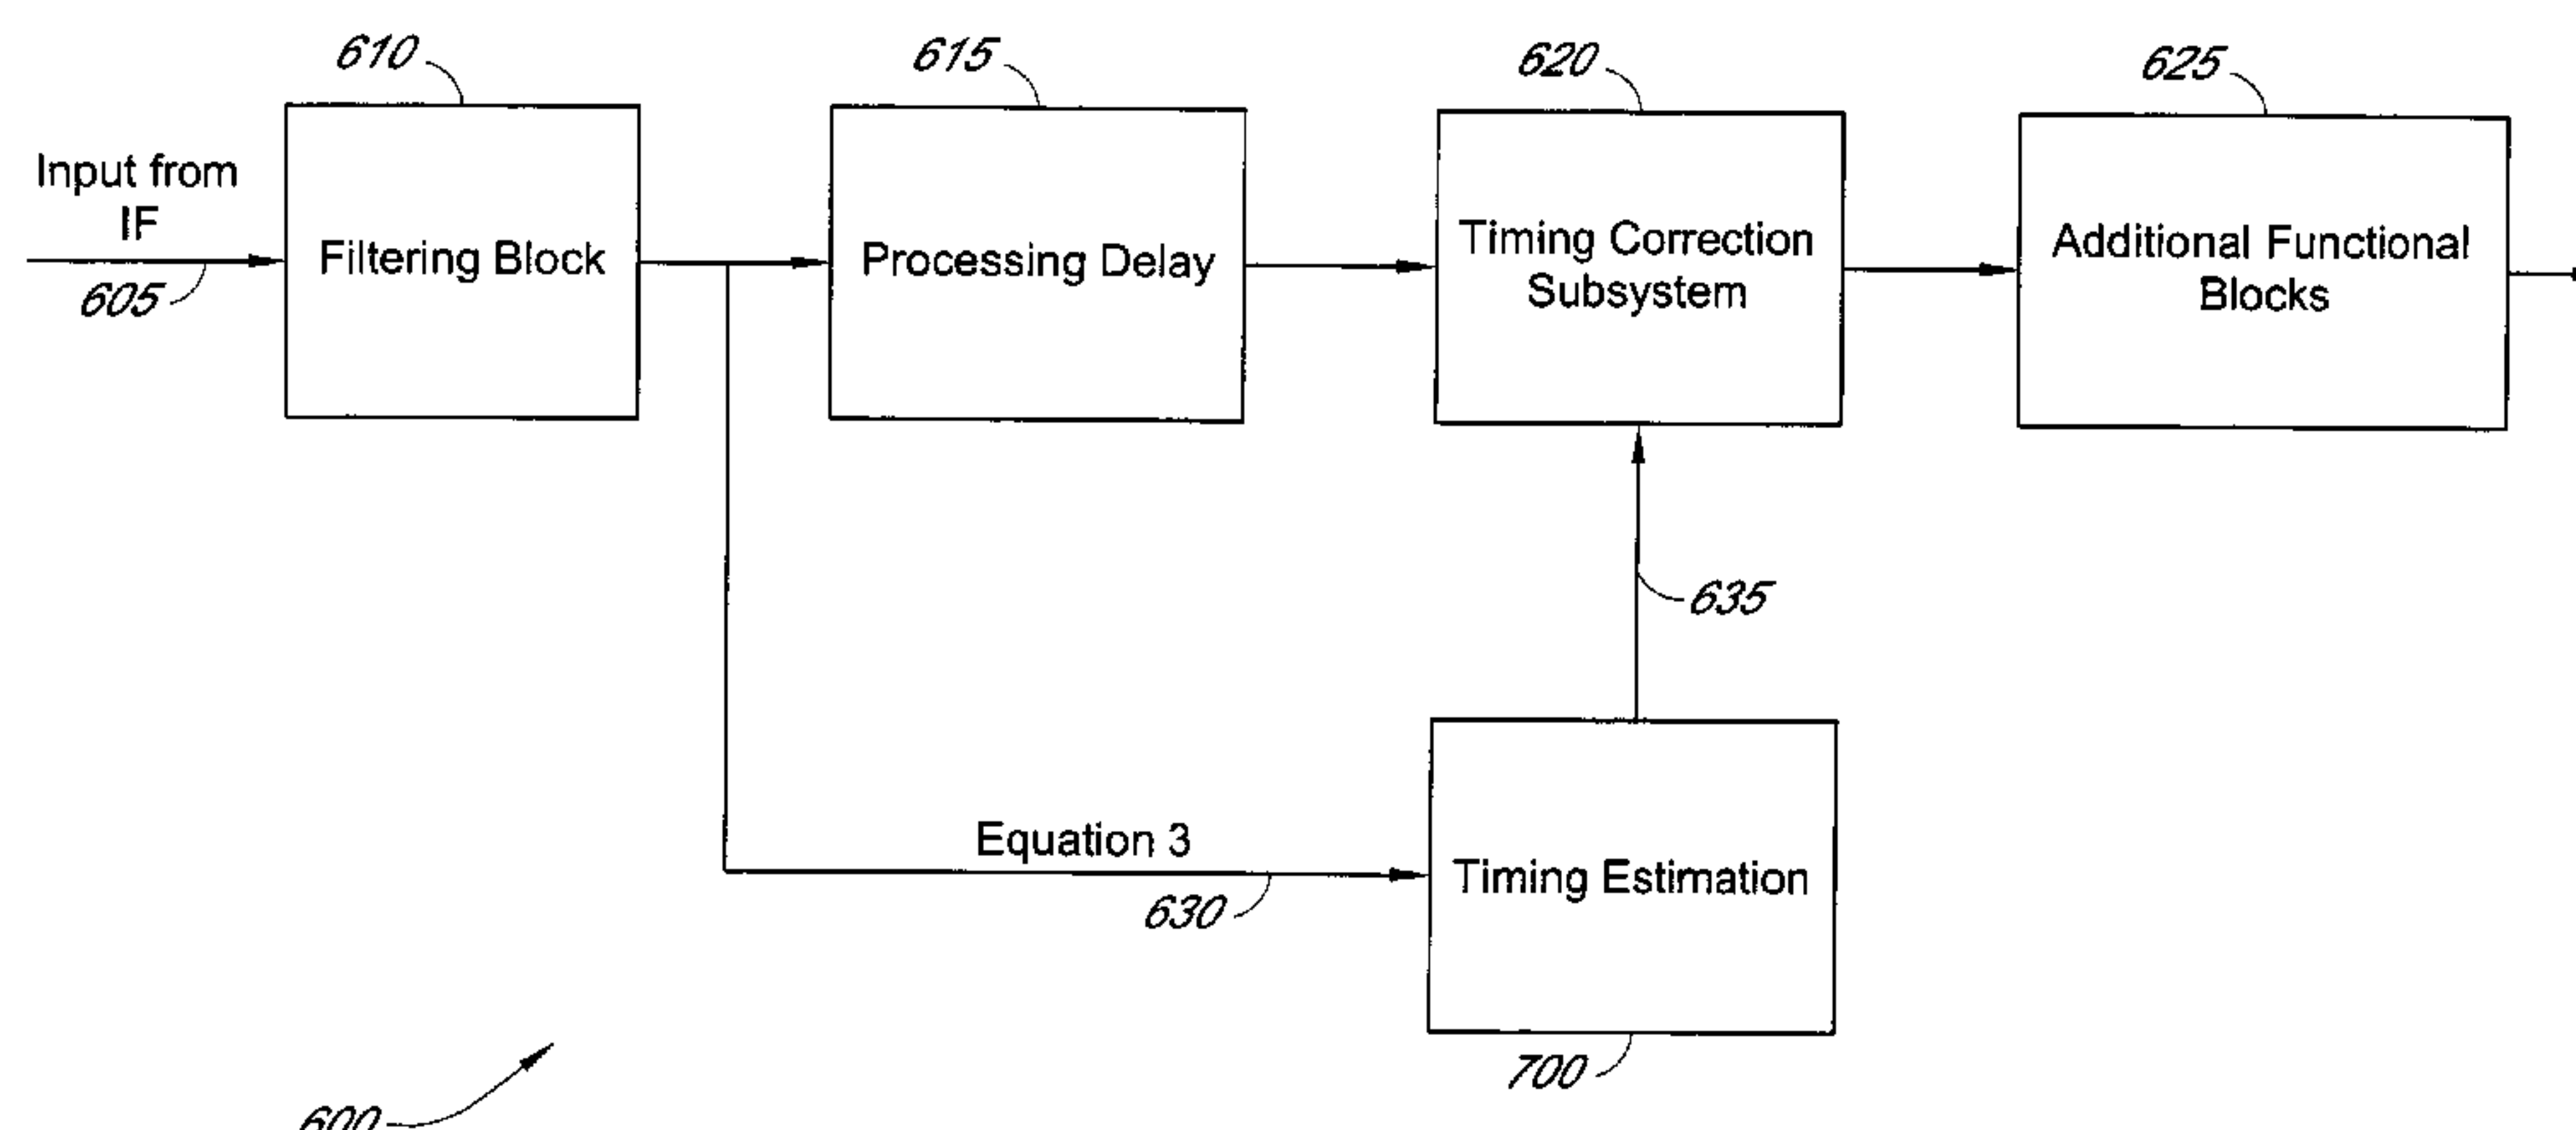 610
615
620
625
Input from
IF
605
Filtering Block
Processing Delay
Timing Correction
Subsystem
Additional Functional
Blocks
635
Equation 3
630
Timing Estimation
700
600